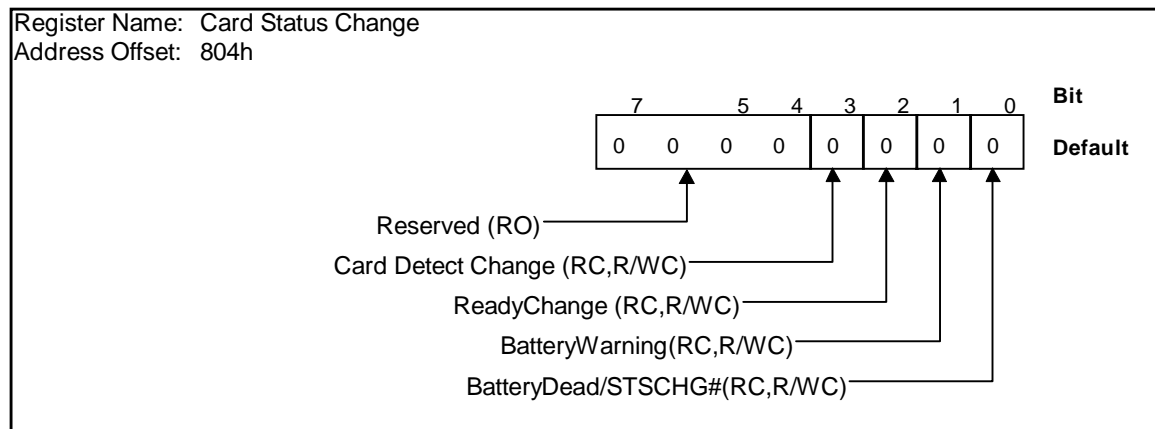 Register Name: Card Status Change
Address Offset: 804h
7 5 4 3 2 1 0 Bit
0 0 0 0 0 0 0 0 Default
Reserved (RO)
Card Detect Change (RC,R/WC)
ReadyChange (RC,R/WC)
BatteryWarning(RC,R/WC)
BatteryDead/STSCHG#(RC,R/WC)